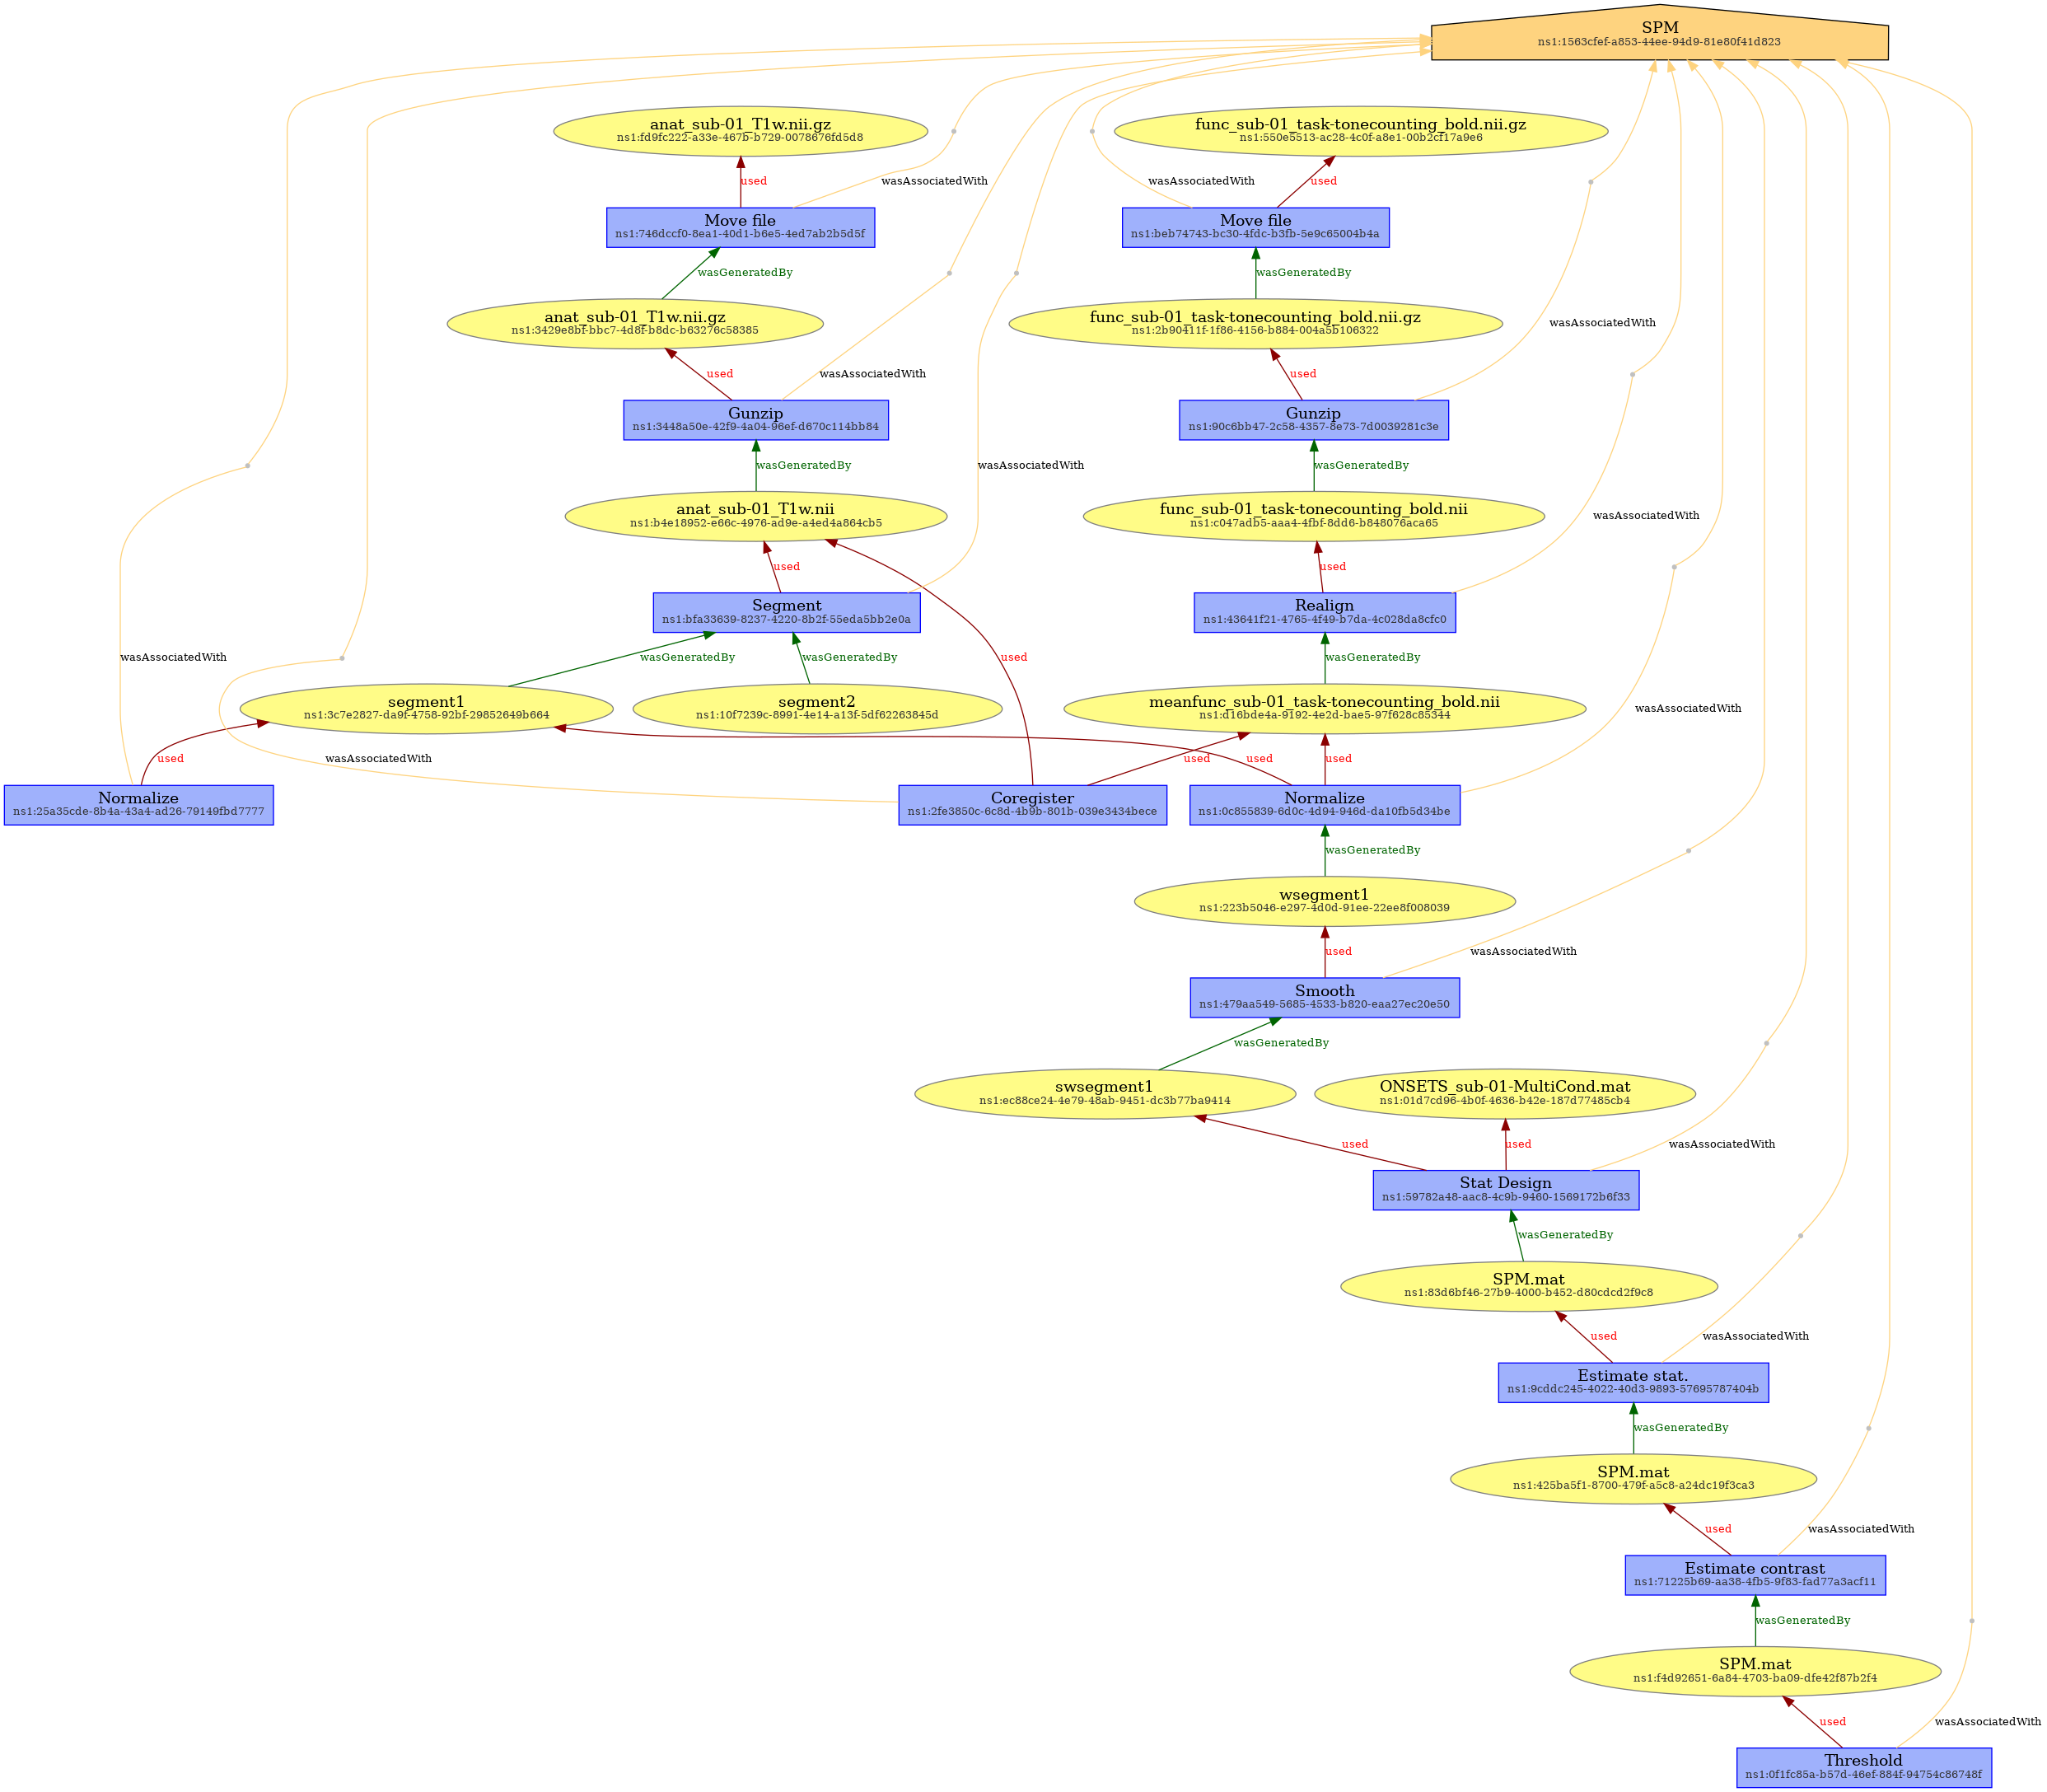 SPM
ns1:1563cfef-a853-44ee-94d9-81e80f41d823
anat_sub-01_T1w.nii.gz
ns1:fd9fc222-a33e-467b-b729-0078676fd5d8
func_sub-01_task-tonecounting_bold.nii.gz
ns1:550e5513-ac28-4c0f-a8e1-00b2cf17a9e6
used
wasAssociatedWith
wasAssociatedWith
used
Move file
ns1:746dccf0-8ea1-40d1-b6e5-4ed7ab2b5d5f
Move file
ns1:beb74743-bc30-4fdc-b3fb-5e9c65004b4a
wasGeneratedBy
wasGeneratedBy
anat_sub-01_T1w.nii.gz
ns1:3429e8bf-bbc7-4d8f-b8dc-b63276c58385
func_sub-01_task-tonecounting_bold.nii.gz
ns1:2b90411f-1f86-4156-b884-004a5b106322
wasAssociatedWith
used
wasAssociatedWith
used
Gunzip
ns1:3448a50e-42f9-4a04-96ef-d670c114bb84
Gunzip
ns1:90c6bb47-2c58-4357-8e73-7d0039281c3e
wasGeneratedBy
wasAssociatedWith
wasGeneratedBy
anat_sub-01_T1w.nii
ns1:b4e18952-e66c-4976-ad9e-a4ed4a864cb5
func_sub-01_task-tonecounting_bold.nii
ns1:c047adb5-aaa4-4fbf-8dd6-b848076aca65
wasAssociatedWith
used
used
Segment
ns1:bfa33639-8237-4220-8b2f-55eda5bb2e0a
Realign
ns1:43641f21-4765-4f49-b7da-4c028da8cfc0
wasAssociatedWith
wasGeneratedBy
wasGeneratedBy
used
wasGeneratedBy
segment1
ns1:3c7e2827-da9f-4758-92bf-29852649b664
segment2
ns1:10f7239c-8991-4e14-a13f-5df62263845d
meanfunc_sub-01_task-tonecounting_bold.nii
ns1:d16bde4a-9192-4e2d-bae5-97f628c85344
wasAssociatedWith
used
wasAssociatedWith
used
used
used
Normalize
ns1:25a35cde-8b4a-43a4-ad26-79149fbd7777
Coregister
ns1:2fe3850c-6c8d-4b9b-801b-039e3434bece
Normalize
ns1:0c855839-6d0c-4d94-946d-da10fb5d34be
wasGeneratedBy
wsegment1
ns1:223b5046-e297-4d0d-91ee-22ee8f008039
used
wasAssociatedWith
Smooth
ns1:479aa549-5685-4533-b820-eaa27ec20e50
wasGeneratedBy
swsegment1
ns1:ec88ce24-4e79-48ab-9451-dc3b77ba9414
ONSETS_sub-01-MultiCond.mat
ns1:01d7cd96-4b0f-4636-b42e-187d77485cb4
used
used
wasAssociatedWith
Stat Design
ns1:59782a48-aac8-4c9b-9460-1569172b6f33
wasGeneratedBy
SPM.mat
ns1:83d6bf46-27b9-4000-b452-d80cdcd2f9c8
used
wasAssociatedWith
Estimate stat.
ns1:9cddc245-4022-40d3-9893-57695787404b
wasGeneratedBy
SPM.mat
ns1:425ba5f1-8700-479f-a5c8-a24dc19f3ca3
used
wasAssociatedWith
Estimate contrast
ns1:71225b69-aa38-4fb5-9f83-fad77a3acf11
wasGeneratedBy
SPM.mat
ns1:f4d92651-6a84-4703-ba09-dfe42f87b2f4
used
wasAssociatedWith
Threshold
ns1:0f1fc85a-b57d-46ef-884f-94754c86748f